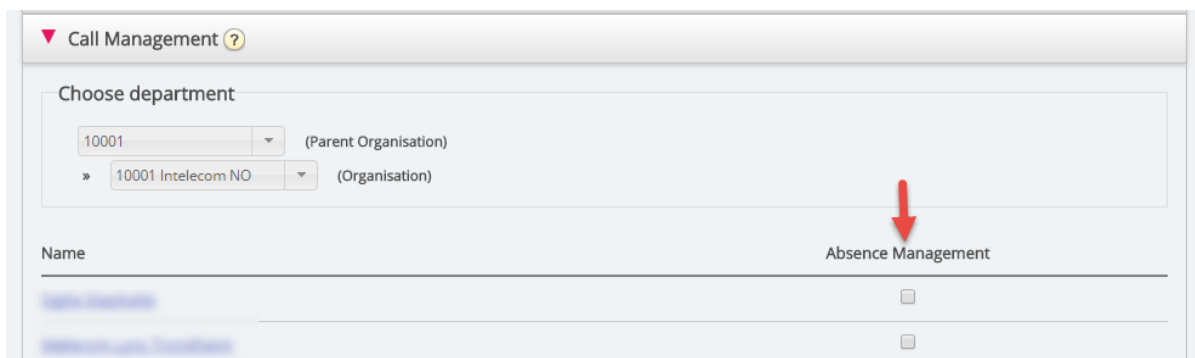 Call Management ?
Choose department
10001 (Parent Organisation)
» 10001 Intelecom NO (Organisation)
Name Absence Management